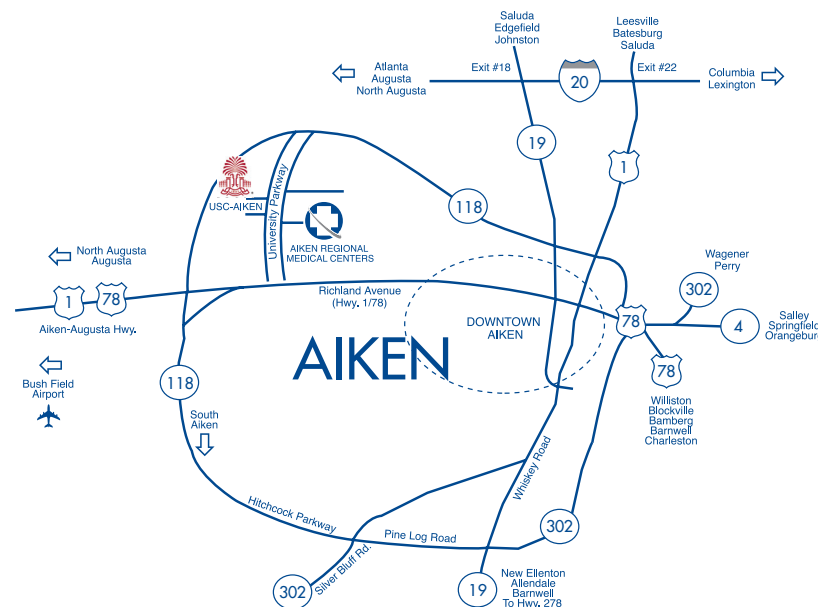 Saluda
Edgefield
Johnston
Leesville
Batesburg
Saluda
Atlanta
Augusta
North Augusta
Exit #18
20
Exit #22
Columbia
Lexington
19
1
USC-AIKEN
University Parkway
AIKEN REGIONAL
MEDICAL CENTERS
118
North Augusta
Augusta
Wagener
Perry
302
1
78
Aiken-Augusta Hwy.
Richland Avenue
(Hwy. 1/78)
DOWNTOWN
AIKEN
78
4
Salley
Springfield
Orangeburg
AIKEN
Bush Field
Airport
118
78
Williston
Blockville
Bamberg
Barnwell
Charleston
South
Aiken
Whiskey Road
Hitchcock Parkway
Pine Log Road
302
Silver Bluff Rd.
302
19
New Ellenton
Allendale
Barnwell
To Hwy. 278